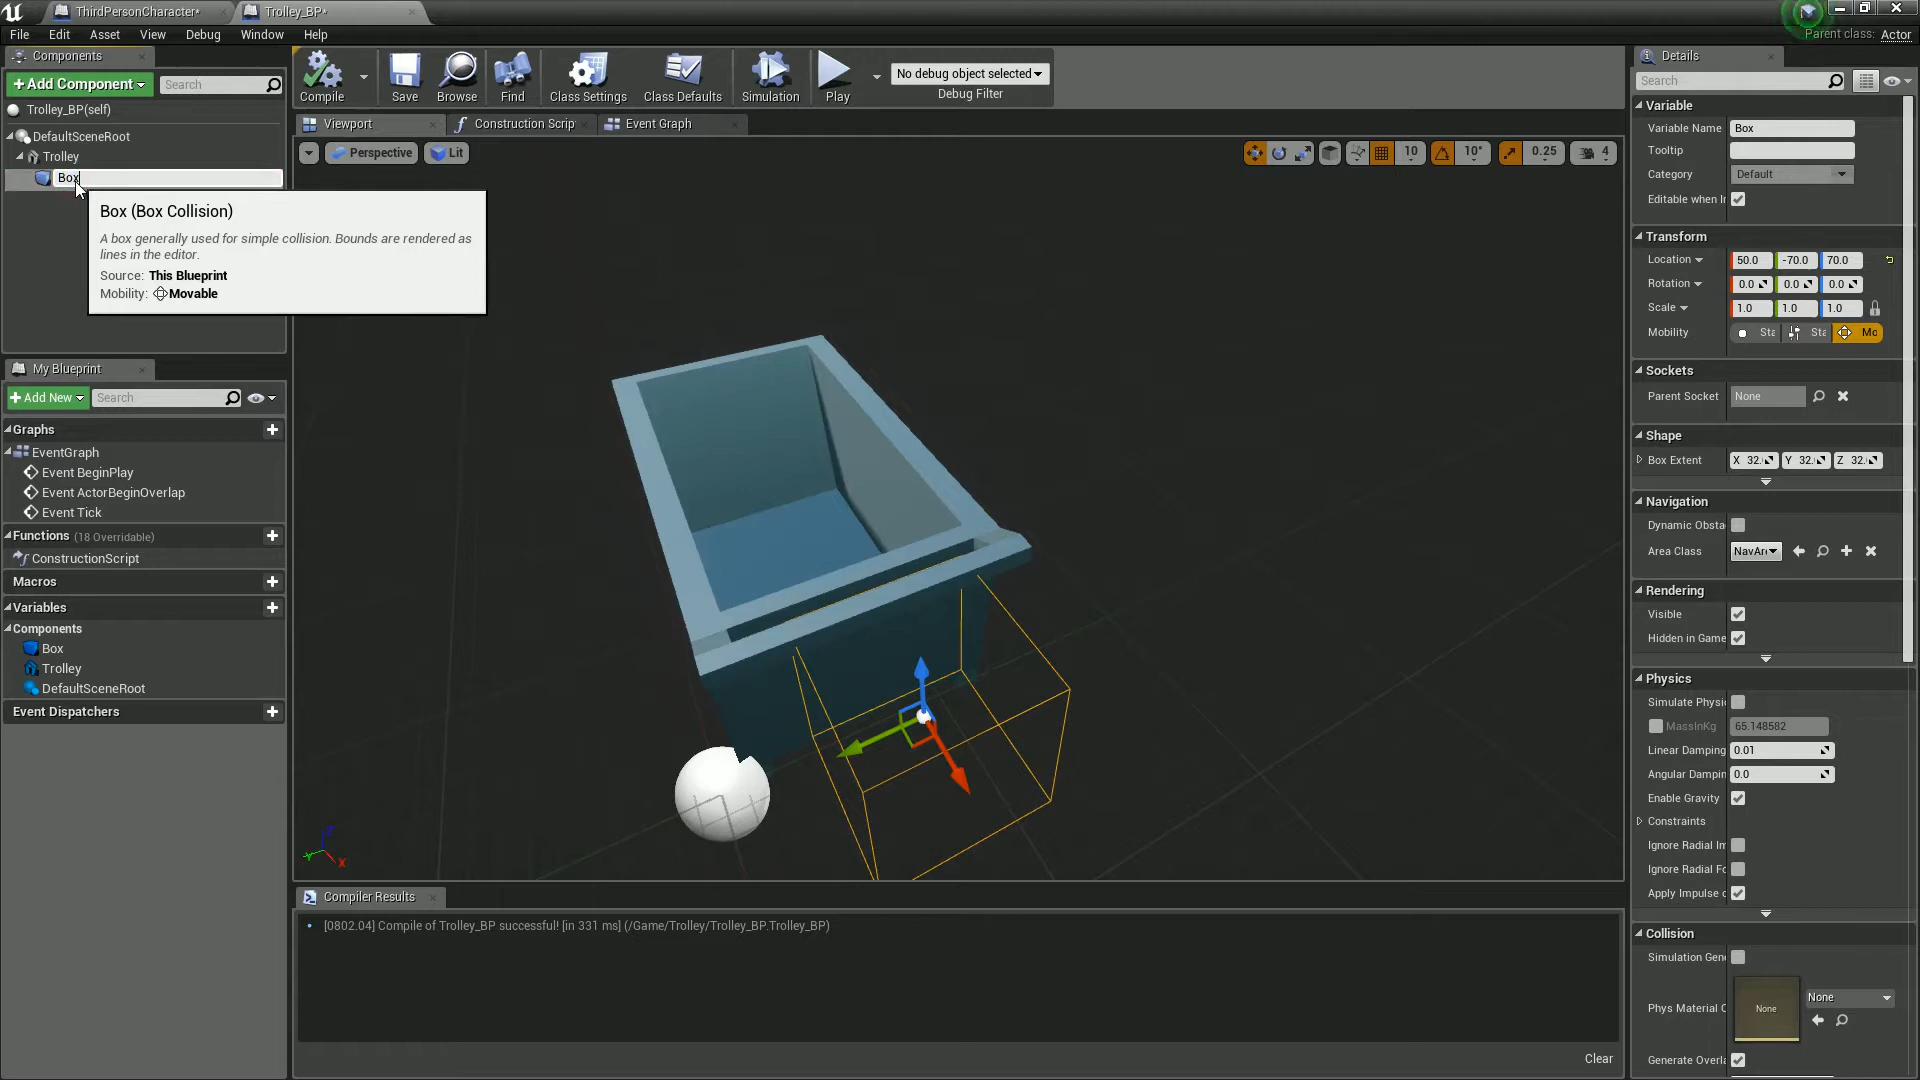 ThirdPersonCharacter*
Trolley_BP*
File Edit Asset View Debug Window Help
Parent class: Actor
Components
+Add Component
Search
Trolley_BP(self)
DefaultSceneRoot
Trolley
Box
Box (Box Collision)
A box generally used for simple collision. Bounds are rendered as
lines in the editor.
Source: This Blueprint
Mobility: Movable
My Blueprint
+Add New
Search
Graphs
EventGraph
Event BeginPlay
Event ActorBeginOverlap
Event Tick
Functions (18 Overridable)
ConstructionScript
Macros
Variables
Components
Box
Trolley
DefaultSceneRoot
Event Dispatchers
Compile
Save
Browse
Find
Class Settings
Class Defaults
Simulation
Play
No debug object selected
Debug Filter
Viewport
Construction Scrip
Event Graph
Perspective
Lit
10
10°
0.25
4
Z
Y
X
Compiler Results
[0802.04] Compile of Trolley_BP successful! [in 331 ms] (/Game/Trolley/Trolley_BP.Trolley_BP)
Clear
Details
Search
Variable
Variable Name Box
Tooltip
Category Default
Editable when Ir
Transform
Location 50.0 -70.0 70.0
Rotation 0.0 0.0 0.0
Scale 1.0 1.0 1.0
Mobility Sta Sta Mo
Sockets
Parent Socket None
Shape
Box Extent X 32. Y 32. Z 32.
Navigation
Dynamic Obsta
Area Class NavAre
Rendering
Visible
Hidden in Game
Physics
Simulate Physi
MassInKg 65.148582
Linear Damping 0.01
Angular Dampin 0.0
Enable Gravity
Constraints
Ignore Radial Im
Ignore Radial Fo
Apply Impulse o
Collision
Simulation Gene
Phys Material O None None
Generate Overla